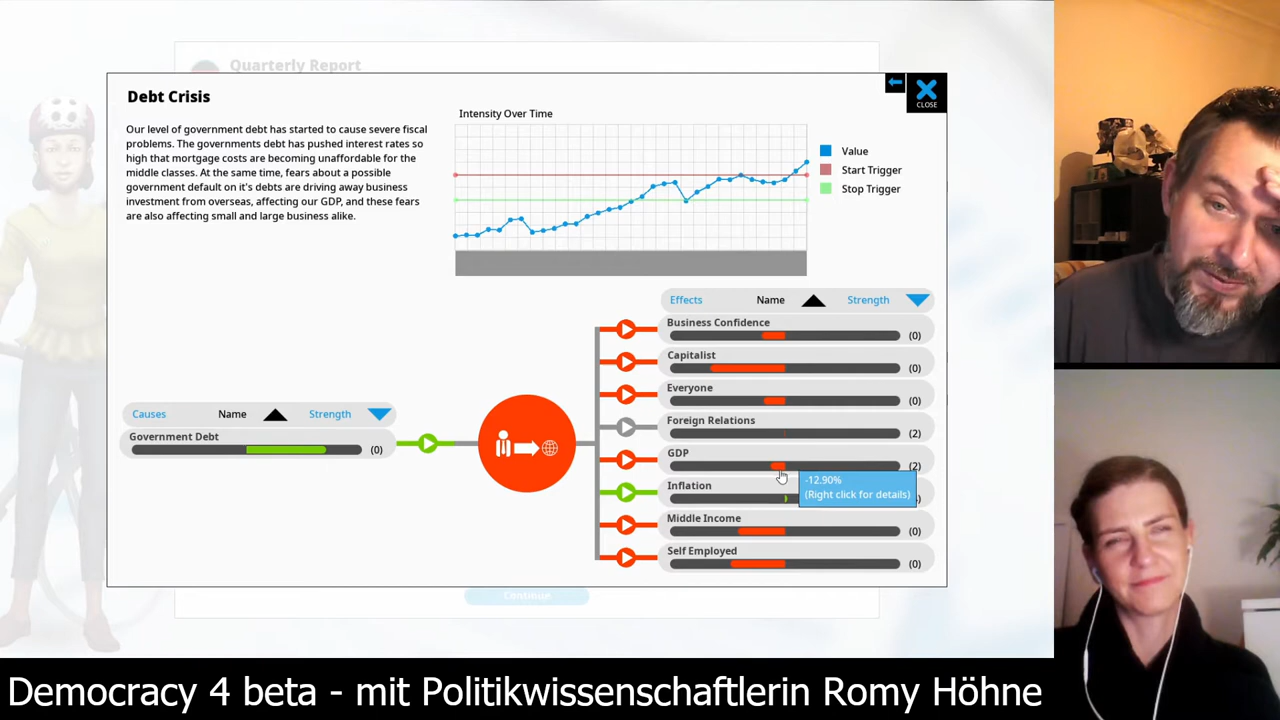 Quarterly Report
Debt Crisis
CLOSE
Our level of government debt has started to cause severe fiscal
problems. The governments debt has pushed interest rates so
high that mortgage costs are becoming unaffordable for the
middle classes. At the same time, fears about a possible
government default on it's debts are driving away business
investment from overseas, affecting our GDP, and these fears
are also affecting small and large business alike.
Intensity Over Time
Value
Start Trigger
Stop Trigger
Effects Name Strength
Business Confidence
(0)
Capitalist
(0)
Everyone
(0)
Foreign Relations
(2)
GDP
(2)
-12.90%
(Right click for details)
Inflation
Middle Income
(0)
Self Employed
(0)
Causes Name Strength
Government Debt
(0)
Continue
Democracy 4 beta - mit Politikwissenschaftlerin Romy Höhne